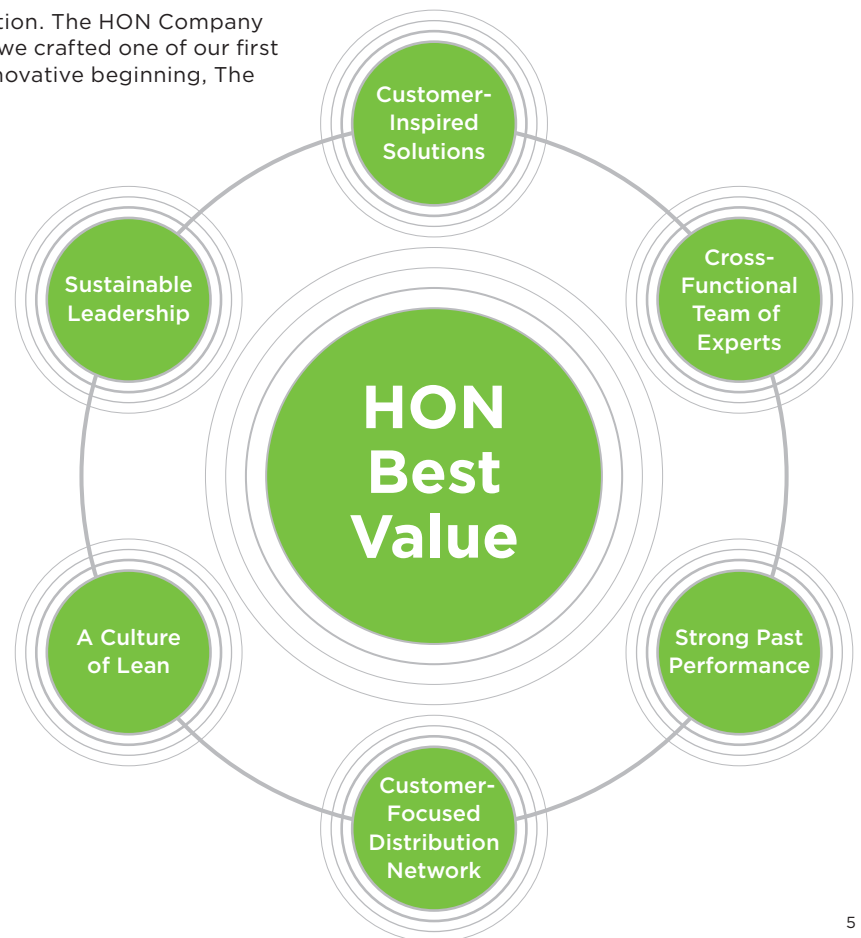 tion. The HON Company
we crafted one of our first
novative beginning, The
Customer-
Inspired
Solutions
Cross-
Functional
Team of
Experts
Sustainable
Leadership
HON
Best
Value
A Culture
of Lean
Strong Past
Performance
Customer-
Focused
Distribution
Network
5